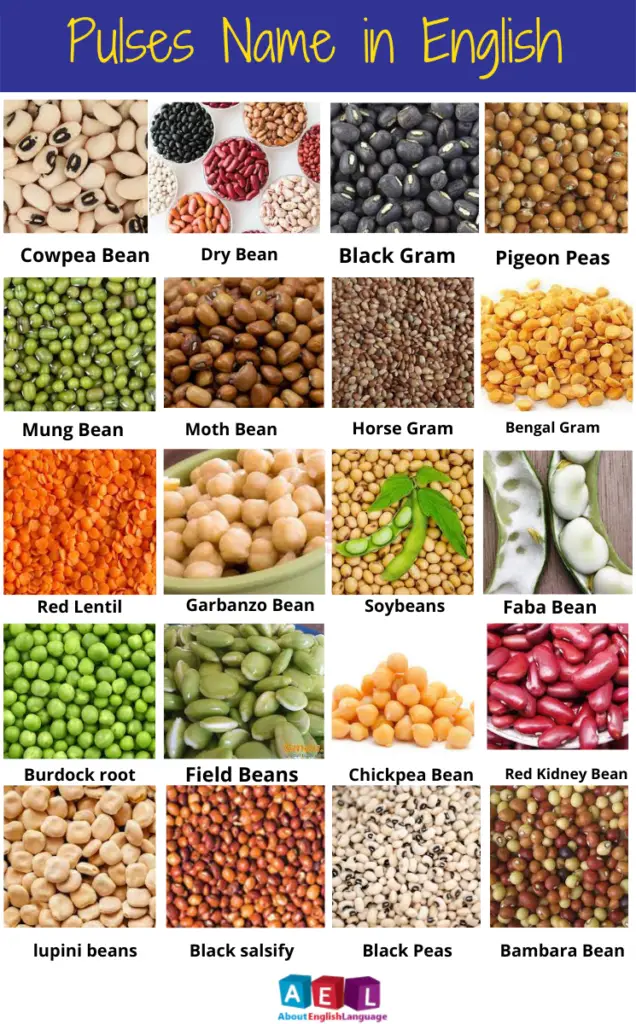 Pulses Name in English
Cowpea Bean
Dry Bean
Black Gram
Pigeon Peas
Mung Bean
Moth Bean
Horse Gram
Bengal Gram
Red Lentil
Garbanzo Bean
Soybeans
Faba Bean
Burdock root
Field Beans
Chickpea Bean
Red Kidney Bean
lupini beans
Black salsify
Black Peas
Bambara Bean
AEL
AboutEnglishLanguage